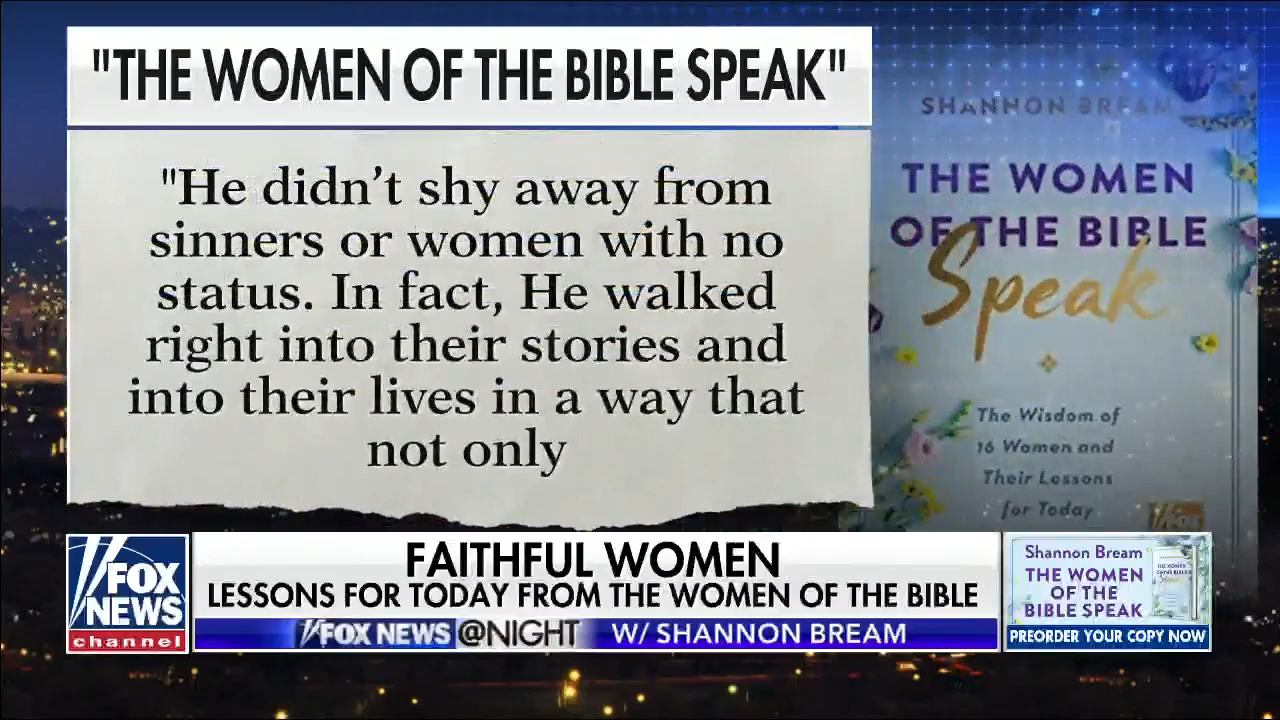 "THE WOMEN OF THE BIBLE SPEAK"
"He didn't shy away from
sinners or women with no
status. In fact, He walked
right into their stories and
into their lives in a way that
not only
SHANNON BREAM
THE WOMEN
OF THE BIBLE
Speak
The Wisdom of
16 Women and
Their Lessons
for Today
FOX
FOX
NEWS
channel
FAITHFUL WOMEN
LESSONS FOR TODAY FROM THE WOMEN OF THE BIBLE
FOX NEWS @NIGHT W/ SHANNON BREAM
Shannon Bream
THE WOMEN
OF THE
BIBLE SPEAK
PREORDER YOUR COPY NOW